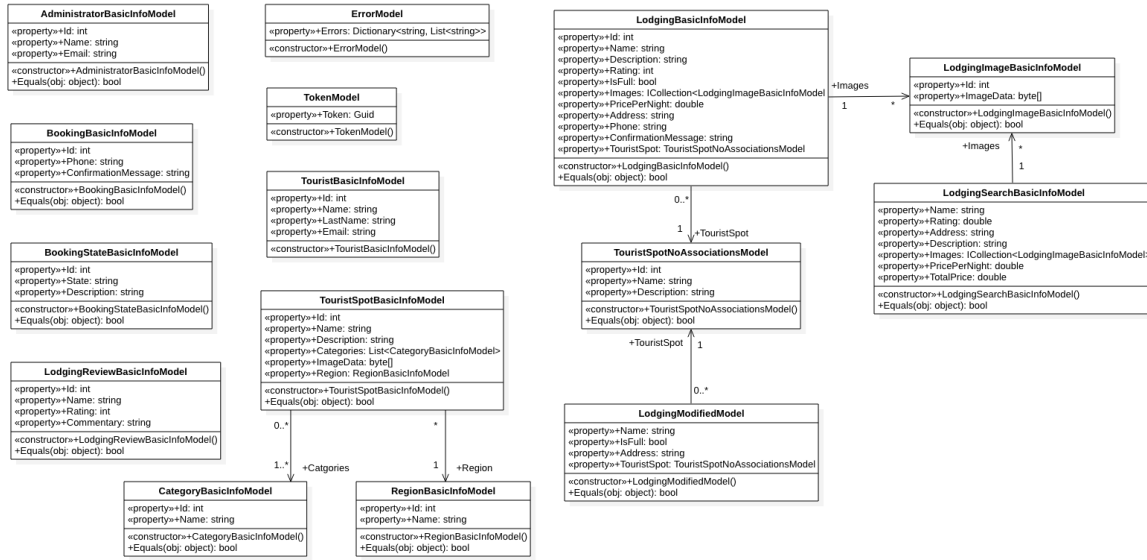 AdministratorBasicInfoModel
«property»+Id: int
«property»+Name: string
«property»+Email: string
«constructor»+AdministratorBasicInfoModel()
+Equals(obj: object): bool
BookingBasicInfoModel
«property»+Id: int
«property»+Phone: string
«property»+ConfirmationMessage: string
«constructor»+BookingBasicInfoModel()
+Equals(obj: object): bool
BookingStateBasicInfoModel
«property»+Id: int
«property»+State: string
«property»+Description: string
«constructor»+BookingStateBasicInfoModel()
+Equals(obj: object): bool
LodgingReviewBasicInfoModel
«property»+Id: int
«property»+Name: string
«property»+Rating: int
«property»+Commentary: string
«constructor»+LodgingReviewBasicInfoModel()
+Equals(obj: object): bool
ErrorModel
«property»+Errors: Dictionary<string, List<string>>
«constructor»+ErrorModel()
TokenModel
«property»+Token: Guid
«constructor»+TokenModel()
TouristBasicInfoModel
«property»+Id: int
«property»+Name: string
«property»+LastName: string
«property»+Email: string
«constructor»+TouristBasicInfoModel()
TouristSpotBasicInfoModel
«property»+Id: int
«property»+Name: string
«property»+Description: string
«property»+Categories: List<CategoryBasicInfoModel>
«property»+ImageData: byte[]
«property»+Region: RegionBasicInfoModel
«constructor»+TouristSpotBasicInfoModel()
+Equals(obj: object): bool
0..*
*
1..*
+Catgories
1
+Region
CategoryBasicInfoModel
«property»+Id: int
«property»+Name: string
«constructor»+CategoryBasicInfoModel()
+Equals(obj: object): bool
RegionBasicInfoModel
«property»+Id: int
«property»+Name: string
«constructor»+RegionBasicInfoModel()
+Equals(obj: object): bool
LodgingBasicInfoModel
«property»+Id: int
«property»+Name: string
«property»+Description: string
«property»+Rating: int
«property»+IsFull: bool
«property»+Images: ICollection<LodgingImageBasicInfoModel
«property»+PricePerNight: double
«property»+Address: string
«property»+Phone: string
«property»+ConfirmationMessage: string
«property»+TouristSpot: TouristSpotNoAssociationsModel
«constructor»+LodgingBasicInfoModel()
+Equals(obj: object): bool
+Images
1
*
0..*
1
+TouristSpot
TouristSpotNoAssociationsModel
«property»+Id: int
«property»+Name: string
«property»+Description: string
«constructor»+TouristSpotNoAssociationsModel()
+Equals(obj: object): bool
+TouristSpot
1
0..*
LodgingModifiedModel
«property»+Name: string
«property»+IsFull: bool
«property»+Address: string
«property»+TouristSpot: TouristSpotNoAssociationsModel
«constructor»+LodgingModifiedModel()
+Equals(obj: object): bool
LodgingImageBasicInfoModel
«property»+Id: int
«property»+ImageData: byte[]
«constructor»+LodgingImageBasicInfoModel()
+Equals(obj: object): bool
+Images
*
1
LodgingSearchBasicInfoModel
«property»+Name: string
«property»+Rating: double
«property»+Address: string
«property»+Description: string
«property»+Images: ICollection<LodgingImageBasicInfoModel>
«property»+PricePerNight: double
«property»+TotalPrice: double
«constructor»+LodgingSearchBasicInfoModel()
+Equals(obj: object): bool